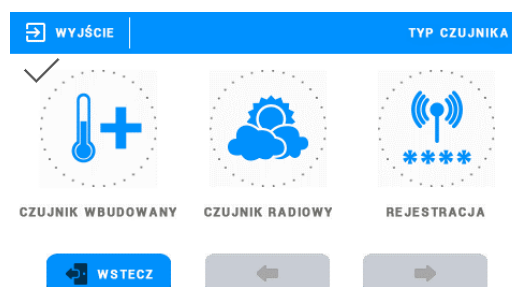 WYJŚCIE
TYP CZUJNIKA
****
CZUJNIK WBUDOWANY
CZUJNIK RADIOWY
REJESTRACJA
WSTECZ